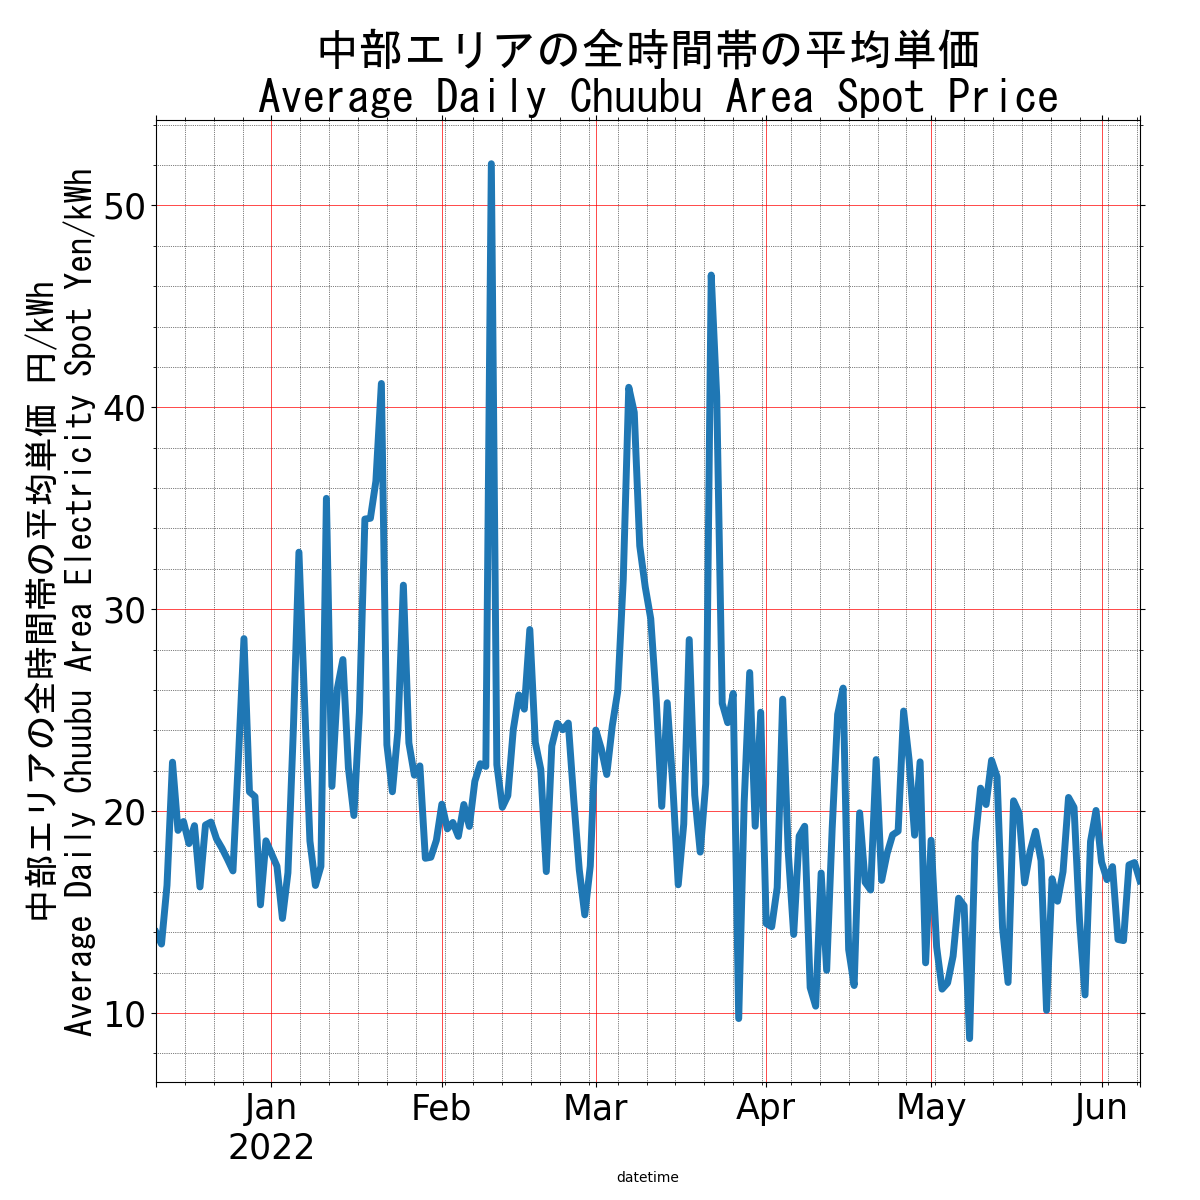 中部エリアの全時間帯の平均単価
Average Daily Chuubu Area Spot Price
中部エリアの全時間帯の平均単価 円/kWh
Average Daily Chuubu Area Electricity Spot Yen/kWh
50
40
30
20
10
Jan
2022
Feb
Mar
Apr
May
Jun
datetime